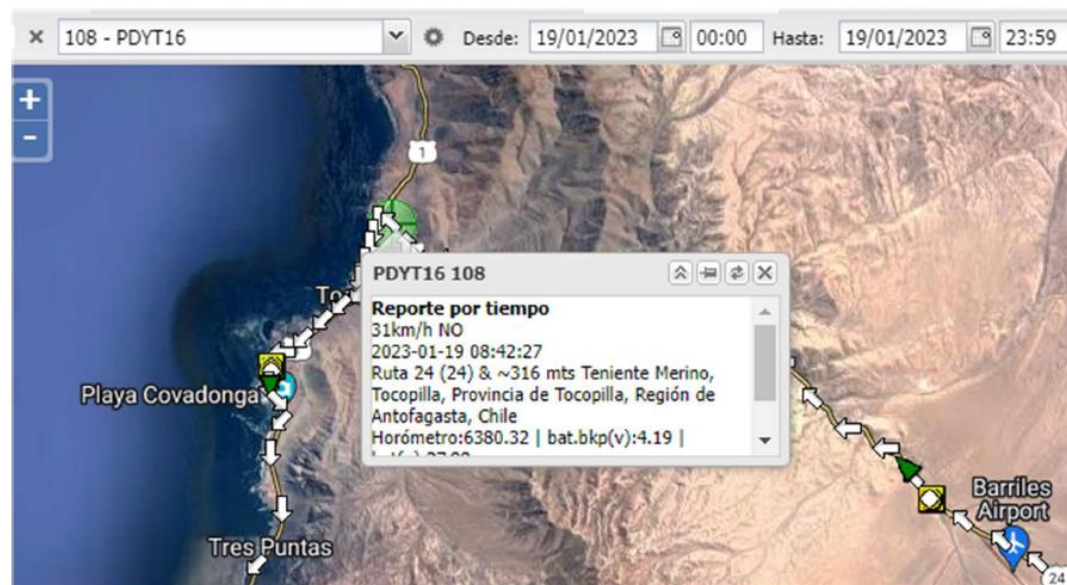 108 - PDYT16 Desde: 19/01/2023 00:00 Hasta: 19/01/2023 23:59
+
-
1
PDYT16 108
Reporte por tiempo
31km/h NO
2023-01-19 08:42:27
Ruta 24 (24) & ~316 mts Teniente Merino,
Tocopilla, Provincia de Tocopilla, Región de
Antofagasta, Chile
Horómetro:6380.32 | bat.bkp(v):4.19 |
Playa Covadonga
Barriles
Airport
Tres Puntas
24